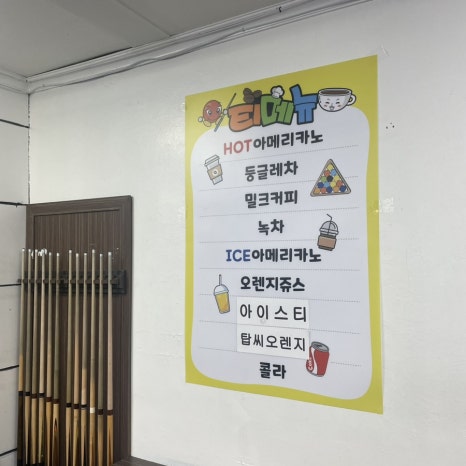 티메뉴
HOT아메리카노
둥글레차
밀크커피
녹차
ICE아메리카노
오렌지쥬스
아이스티
탑씨오렌지
콜라